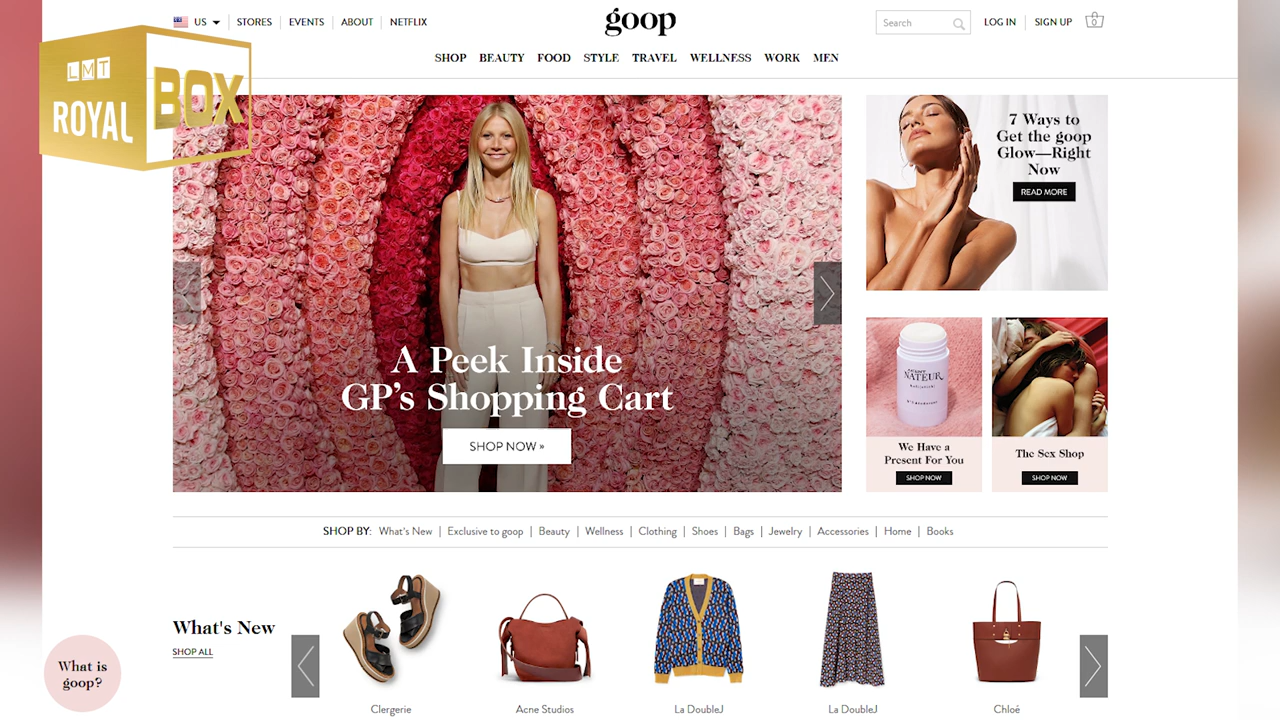 US
STORES
EVENTS
ABOUT
NETFLIX
goop
Search
LOG IN
SIGN UP
0
LMT
ROYAL
BOX
SHOP
BEAUTY
FOOD
STYLE
TRAVEL
WELLNESS
WORK
MEN
A Peek Inside
GP's Shopping Cart
SHOP NOW »
7 Ways to
Get the goop
Glow—Right
Now
READ MORE
NATEUR
We Have a
Present For You
SHOP NOW
The Sex Shop
SHOP NOW
SHOP BY: What's New | Exclusive to goop | Beauty | Wellness | Clothing | Shoes | Bags | Jewelry | Accessories | Home | Books
What's New
SHOP ALL
What is
goop?
Clergerie
Acne Studios
La DoubleJ
La DoubleJ
Chloé